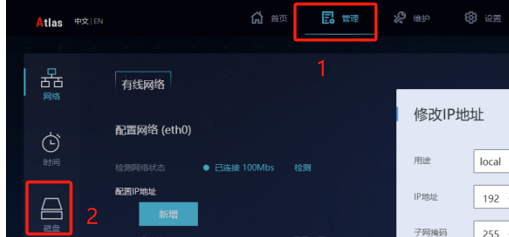 Atlas 中文|EN 首页 管理 维护 设置
1
网络
有线网络
配置网络 (eth0)
修改IP地址
时间
检测网络状态 已连接 100Mbs 检测
用途 local
配置IP地址
IP地址 192
新增
磁盘
2
子网掩码 255